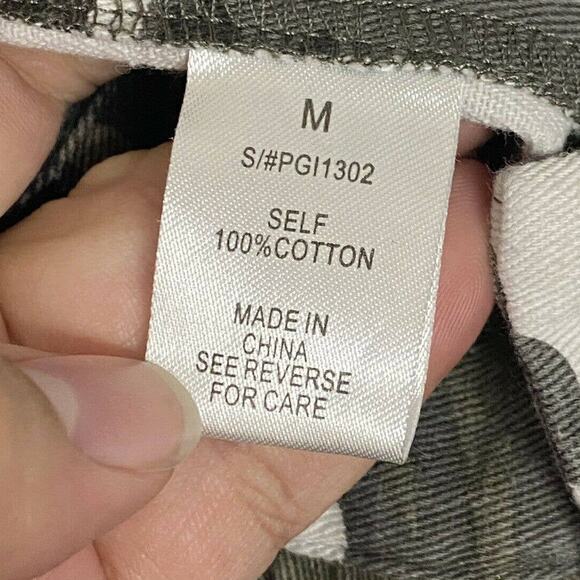 M
S/#PGI1302
SELF
100%COTTON
MADE IN
CHINA
SEE REVERSE
FOR CARE